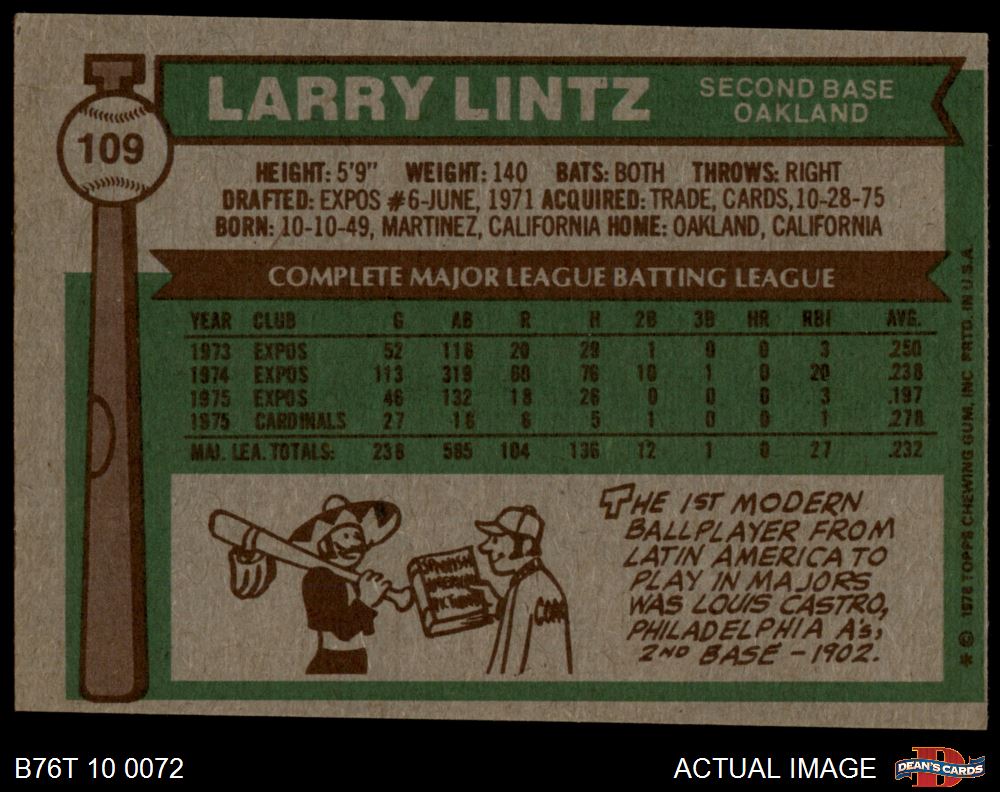 109
LARRY LINTZ
SECOND BASE
OAKLAND
HEIGHT: 5'9" WEIGHT: 140 BATS: BOTH THROWS: RIGHT
DRAFTED: EXPOS #6-JUNE, 1971 ACQUIRED: TRADE, CARDS, 10-28-75
BORN: 10-10-49, MARTINEZ, CALIFORNIA HOME: OAKLAND, CALIFORNIA
COMPLETE MAJOR LEAGUE BATTING LEAGUE
YEAR CLUB G AB R H 2B 3B HR RBI AVG.
1973 EXPOS 52 116 20 29 1 0 0 3 .250
1974 EXPOS 113 319 60 76 10 1 0 20 .238
1975 EXPOS 46 132 18 26 0 0 0 3 .197
1975 CARDINALS 27 18 6 5 1 0 0 1 .278
MAJ. LEA. TOTALS: 238 585 104 136 12 1 0 27 .232
SPANISH
AMERICAN
COACH
THE 1ST MODERN
BALLPLAYER FROM
LATIN AMERICA TO
PLAY IN MAJORS
WAS LOUIS CASTRO,
PHILADELPHIA A's,
2ND BASE – 1902.
* © 1976 TOPPS CHEWING GUM, INC PRTD. IN U.S.A.
B76T 10 0072
ACTUAL IMAGE
D
DEAN'S CARDS